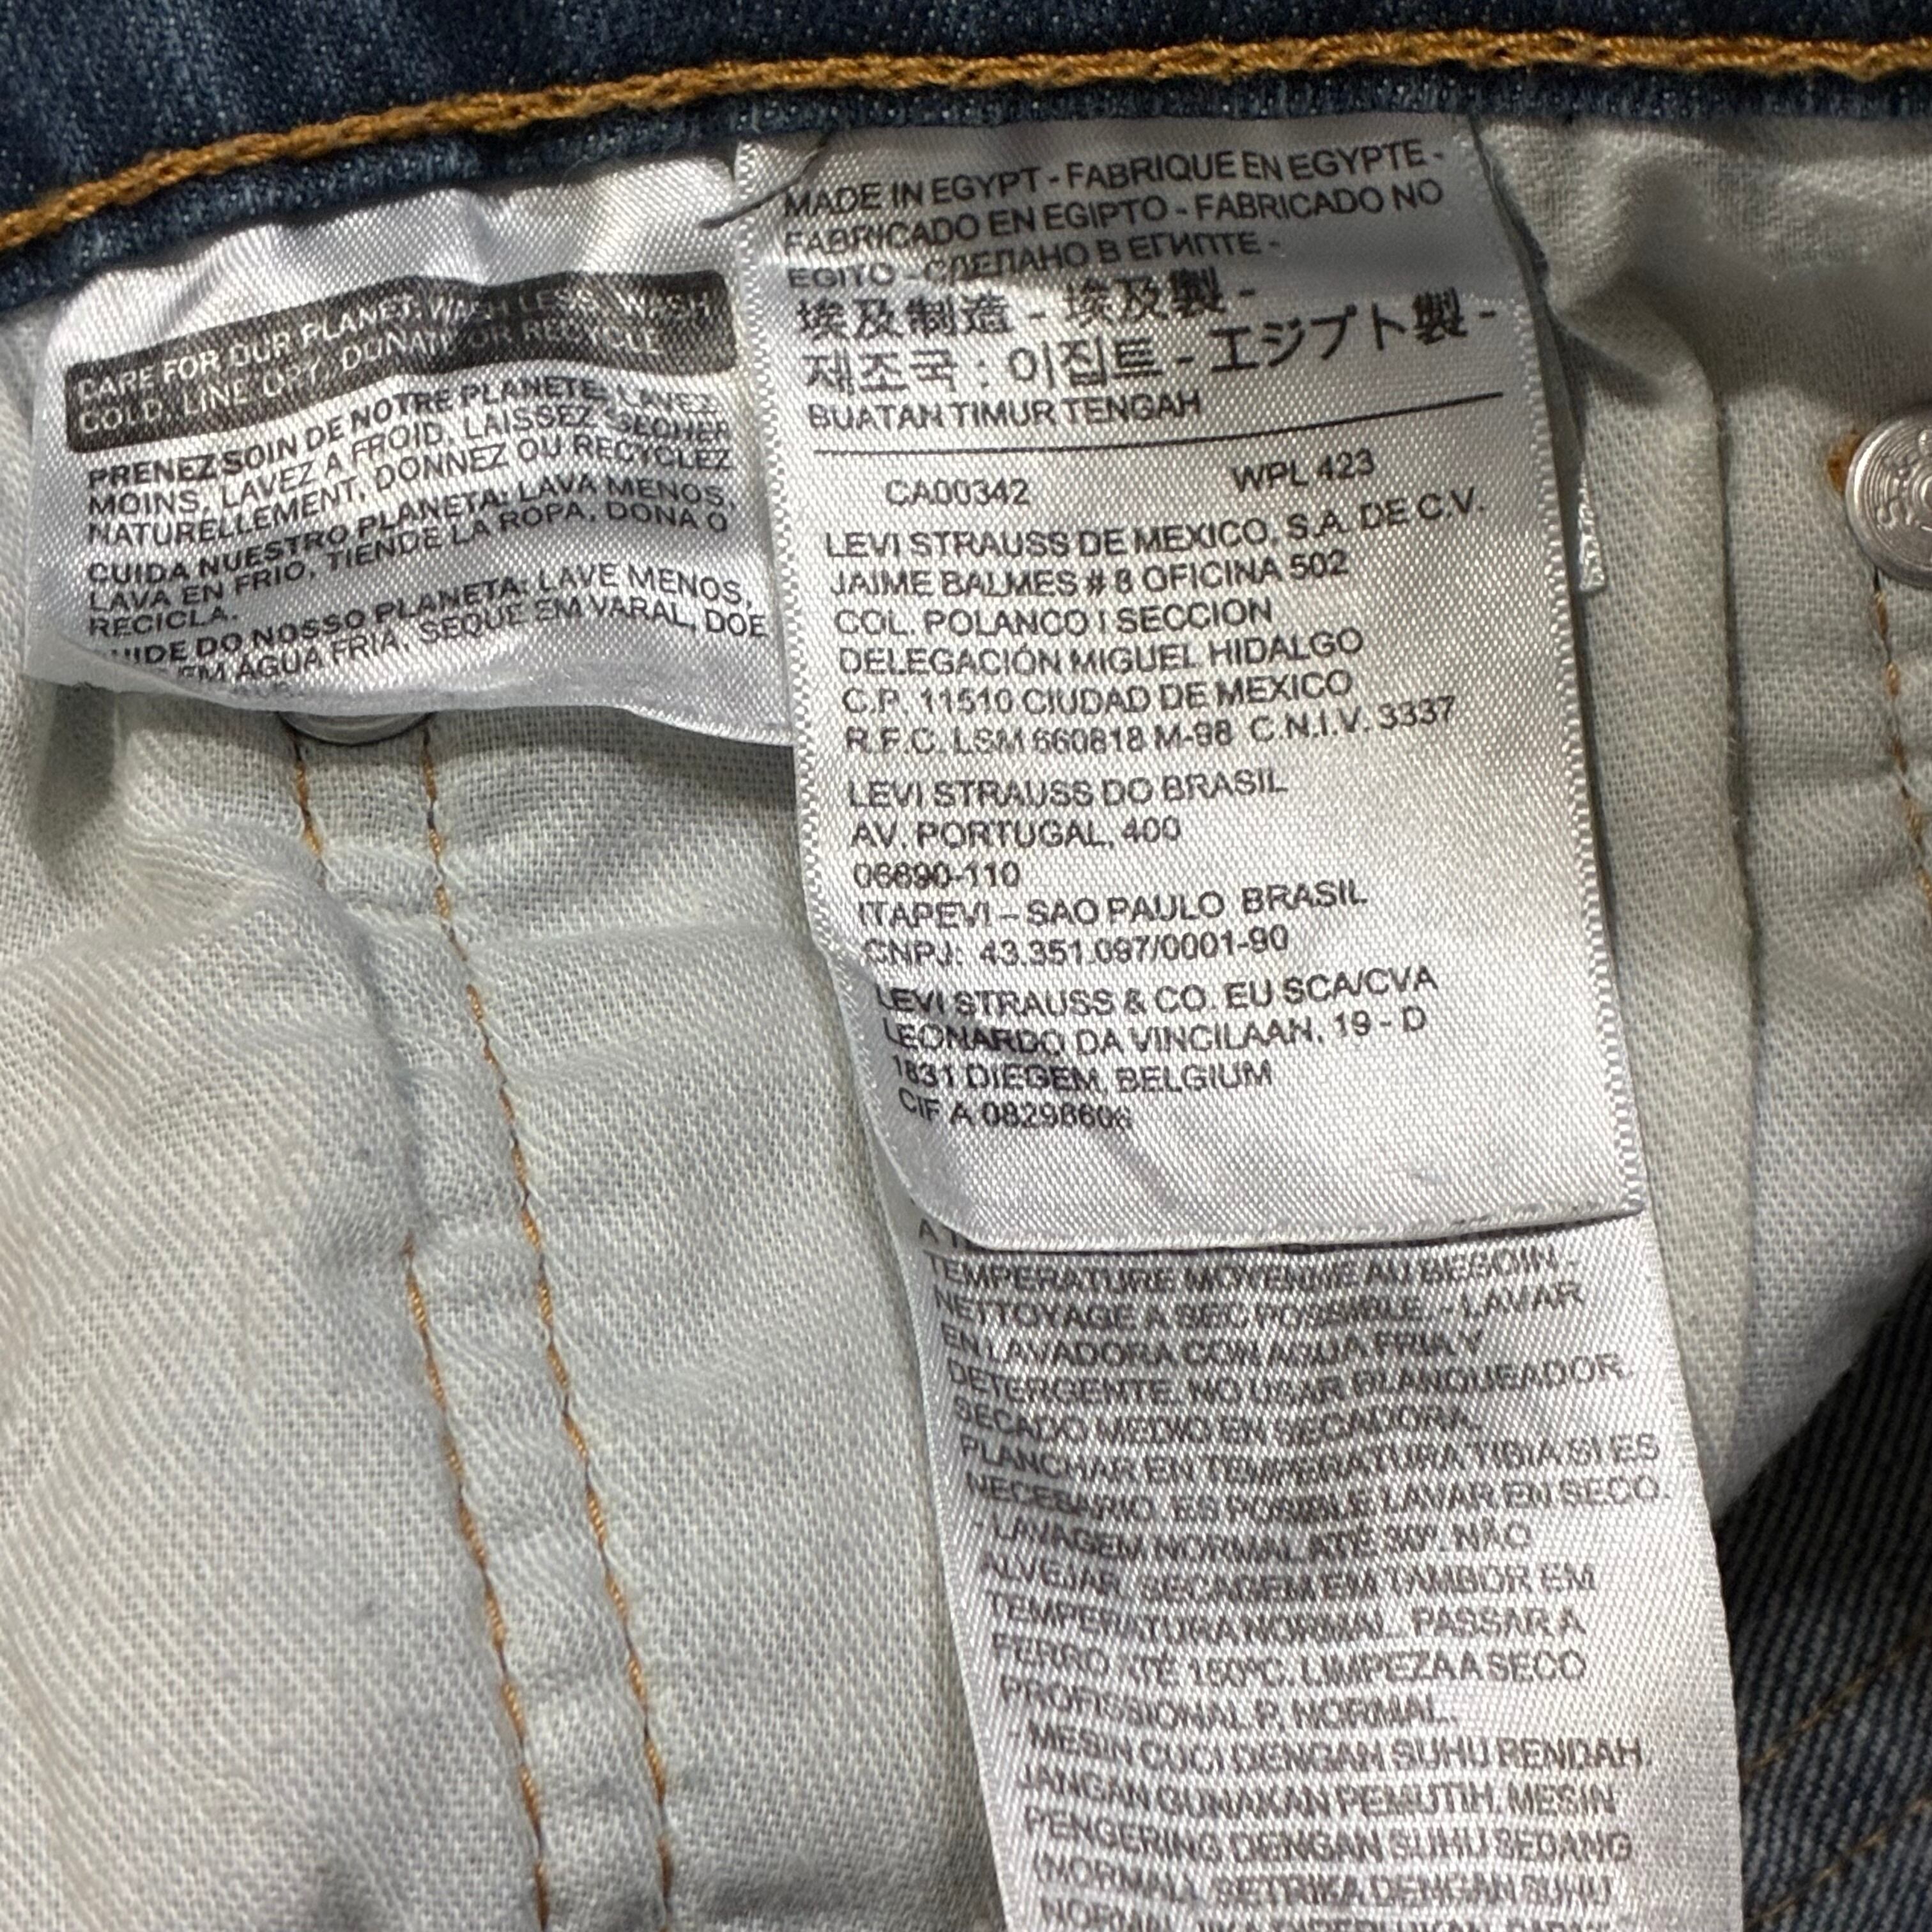 CARE FOR OUR PLANET: WASH LESS, WASH
COLD, LINE DRY, DONATE OR RECYCLE
PRENEZ SOIN DE NOTRE PLANETE: LAVEZ
MOINS, LAVEZ A FROID, LAISSEZ SECHER
NATURELLEMENT, DONNEZ OU RECYCLEZ
CUIDA NUESTRO PLANETA: LAVA MENOS,
LAVA EN FRIO, TIENDE LA ROPA, DONA O
RECICLA.
UIDE DO NOSSO PLANETA: LAVE MENOS,
EM ÁGUA FRIA, SEQUE EM VARAL, DOE
MADE IN EGYPT - FABRIQUE EN EGYPTE -
FABRICADO EN EGIPTO - FABRICADO NO
EGITO - СДЕЛАНО В ЕГИПТЕ -
埃及制造 - 埃及製 -
제조국 : 이집트 - エジプト製 -
BUATAN TIMUR TENGAH
CA00342 WPL 423
LEVI STRAUSS DE MEXICO, S.A. DE C.V.
JAIME BALMES # 8 OFICINA 502
COL. POLANCO I SECCION
DELEGACIÓN MIGUEL HIDALGO
C.P. 11510 CIUDAD DE MEXICO
R.F.C. LSM 660818 M-98 C.N.I.V. 3337
LEVI STRAUSS DO BRASIL
AV. PORTUGAL, 400
06690-110
ITAPEVI – SAO PAULO BRASIL
CNPJ: 43.351.097/0001-90
LEVI STRAUSS & CO. EU SCA/CVA
LEONARDO DA VINCILAAN, 19 - D
1831 DIEGEM, BELGIUM
CIF A 08298606
TEMPERATURE MOYENNE AU BESOIN.
NETTOYAGE A SEC POSSIBLE. - LAVAR
EN LAVADORA CON AGUA FRIA Y
DETERGENTE. NO USAR BLANQUEADOR.
SECADO MEDIO EN SECADORA.
PLANCHAR EN TEMPERATURA TIBIA SI ES
NECESARIO. ES POSIBLE LAVAR EN SECO.
- LAVAGEM NORMAL ATÉ 30º. NÃO
ALVEJAR. SECAGEM EM TAMBOR EM
TEMPERATURA NORMAL. PASSAR A
FERRO ATÉ 150ºC. LIMPEZA A SECO
PROFISSIONAL P, NORMAL.
- MESIN CUCI DENGAN SUHU RENDAH
JANGAN GUNAKAN PEMUTIH. MESIN
PENGERING DENGAN SUHU SEDANG
(NORMAL). SETRIKA DENGAN SUHU